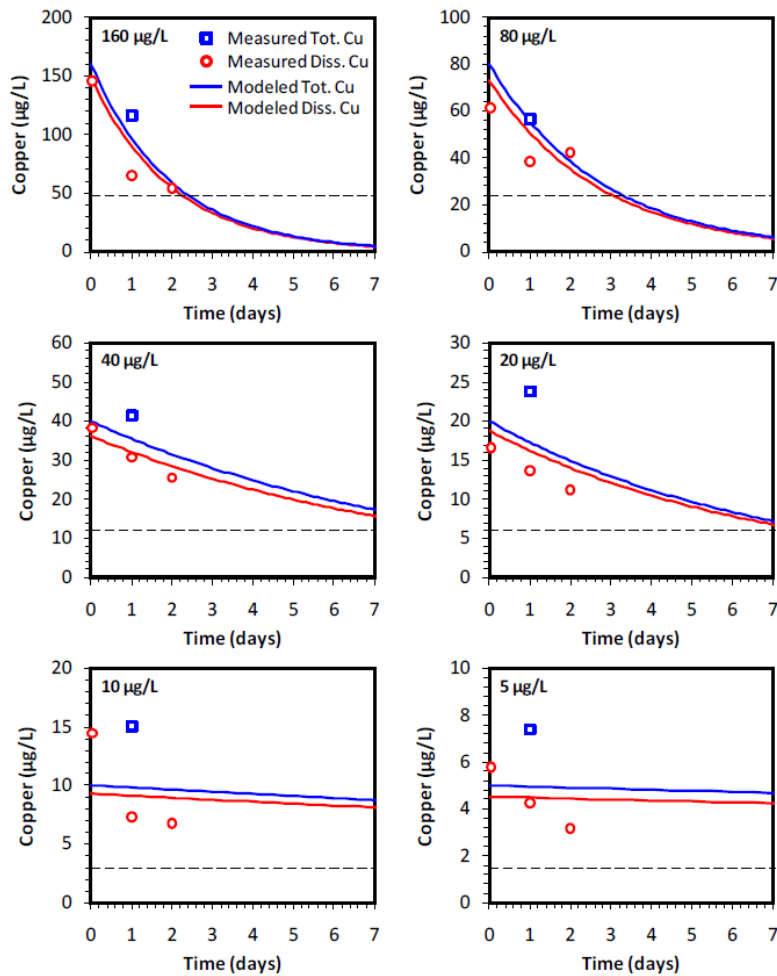 160 µg/L
Measured Tot. Cu
Measured Diss. Cu
Modeled Tot. Cu
Modeled Diss. Cu
200
150
100
50
0
Copper (µg/L)
0 1 2 3 4 5 6 7
Time (days)
80 µg/L
100
80
60
40
20
0
Copper (µg/L)
0 1 2 3 4 5 6 7
Time (days)
40 µg/L
60
50
40
30
20
10
0
Copper (µg/L)
0 1 2 3 4 5 6 7
Time (days)
20 µg/L
30
25
20
15
10
5
0
Copper (µg/L)
0 1 2 3 4 5 6 7
Time (days)
10 µg/L
20
15
10
5
0
Copper (µg/L)
0 1 2 3 4 5 6 7
Time (days)
5 µg/L
10
8
6
4
2
0
Copper (µg/L)
0 1 2 3 4 5 6 7
Time (days)